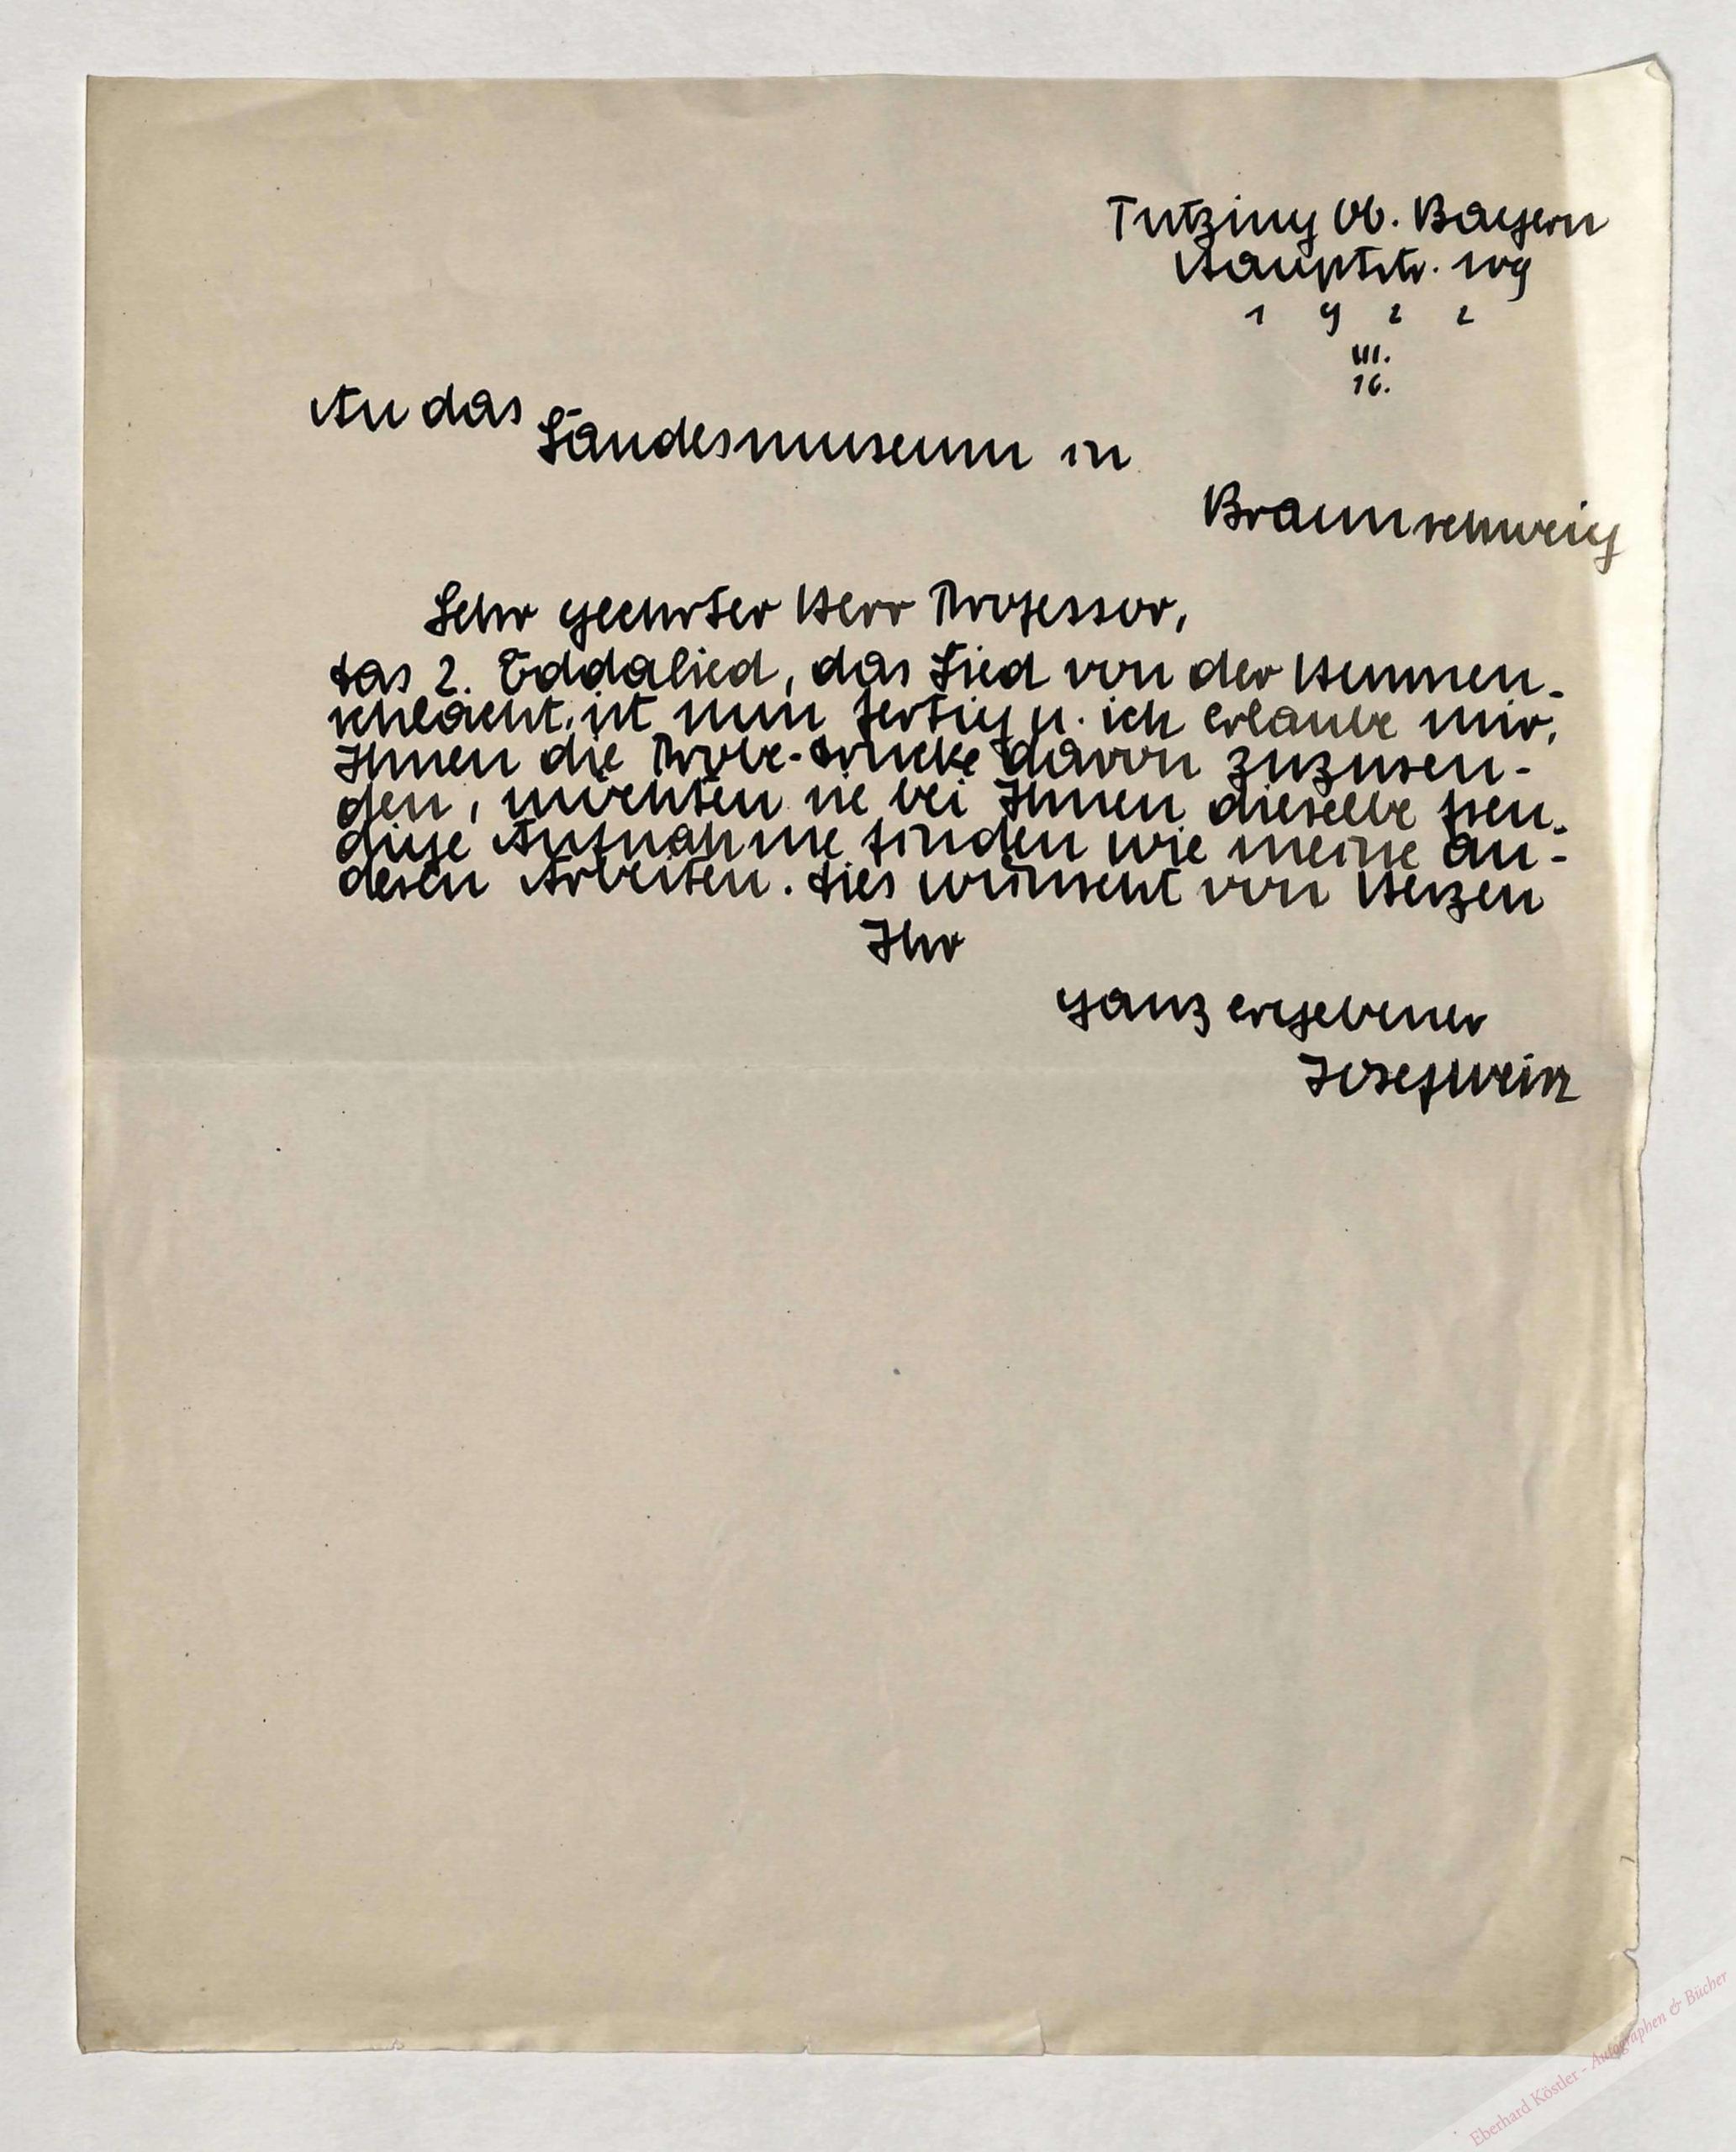 Tutzing Ob. Bayern
Hauptstr. 109
1 9 2 2
III.
16.
An das
Landesmuseum in
Braunschweig
Sehr geehrter Herr Professor,
das 2. Eddalied, das Lied von der Hunnen-
schlacht, ist nun fertig u. ich erlaube mir,
Ihnen die Probe-Drucke davon zuzusen-
den, möchten sie bei Ihnen dieselbe freu-
dige Aufnahme finden wie meine an-
deren Arbeiten. Dies wünscht von Herzen
Ihr
ganz ergebener
Eberhard Köstler - Autographen & Bücher